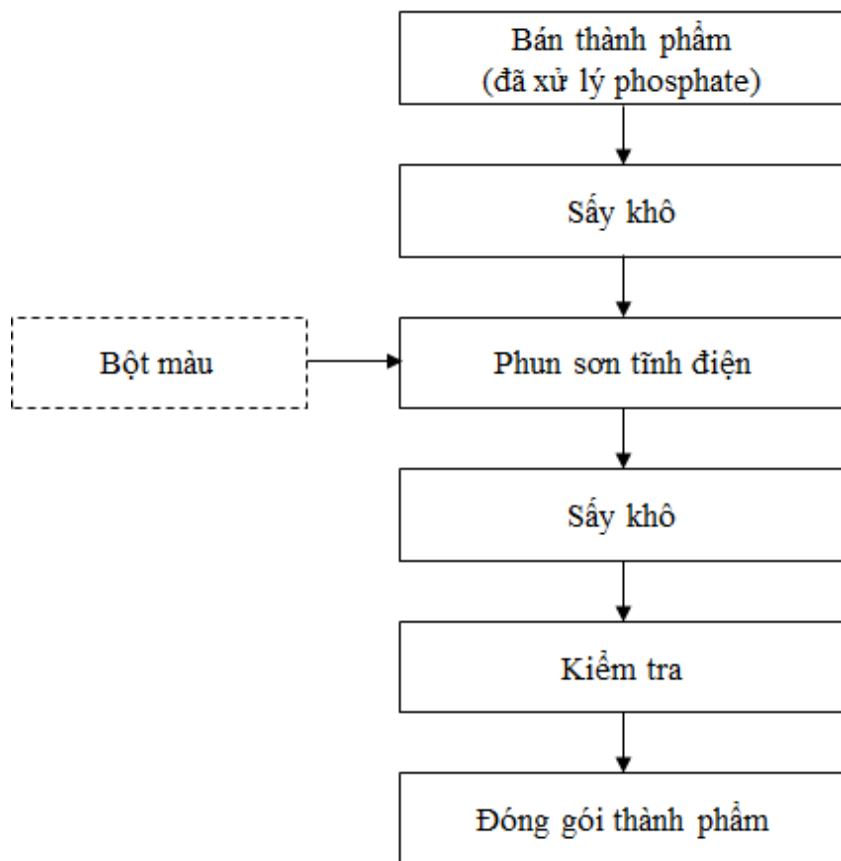 Bán thành phẩm
(đã xử lý phosphate)
Sấy khô
Bột màu
Phun sơn tĩnh điện
Sấy khô
Kiểm tra
Đóng gói thành phẩm